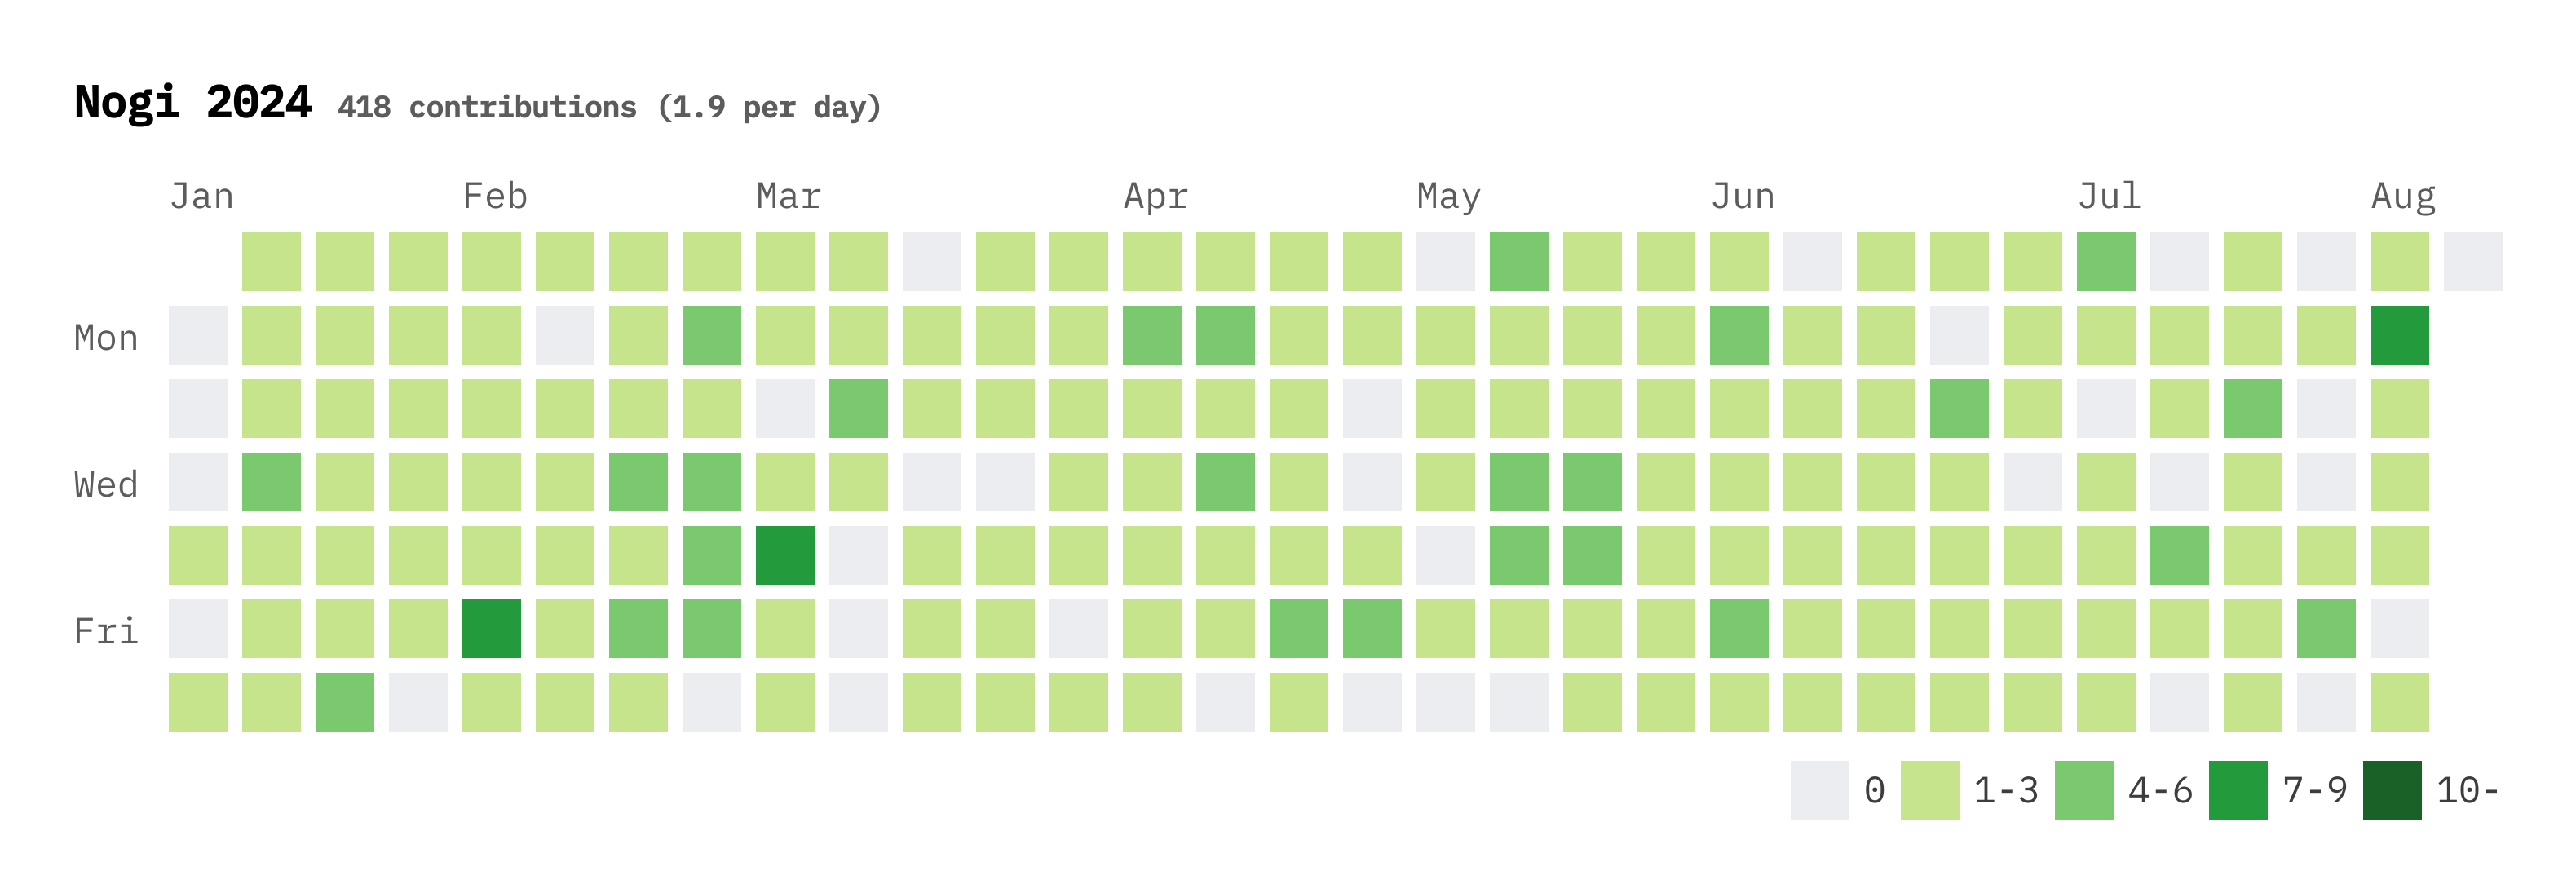 Nogi 2024 418 contributions (1.9 per day)
Jan Feb Mar Apr May Jun Jul Aug
Mon
Wed
Fri
0 1-3 4-6 7-9 10-